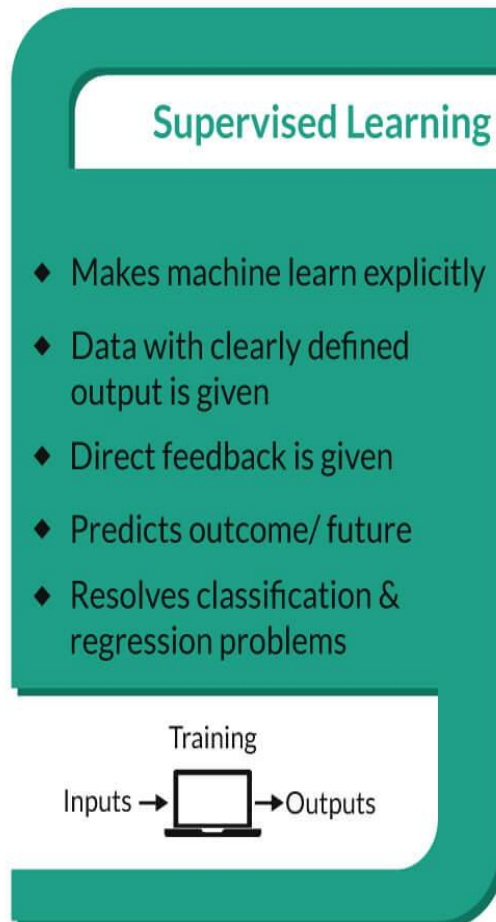 Supervised Learning
♦ Makes machine learn explicitly
♦ Data with clearly defined
output is given
♦ Direct feedback is given
♦ Predicts outcome/ future
♦ Resolves classification &
regression problems
Training
Inputs → → Outputs